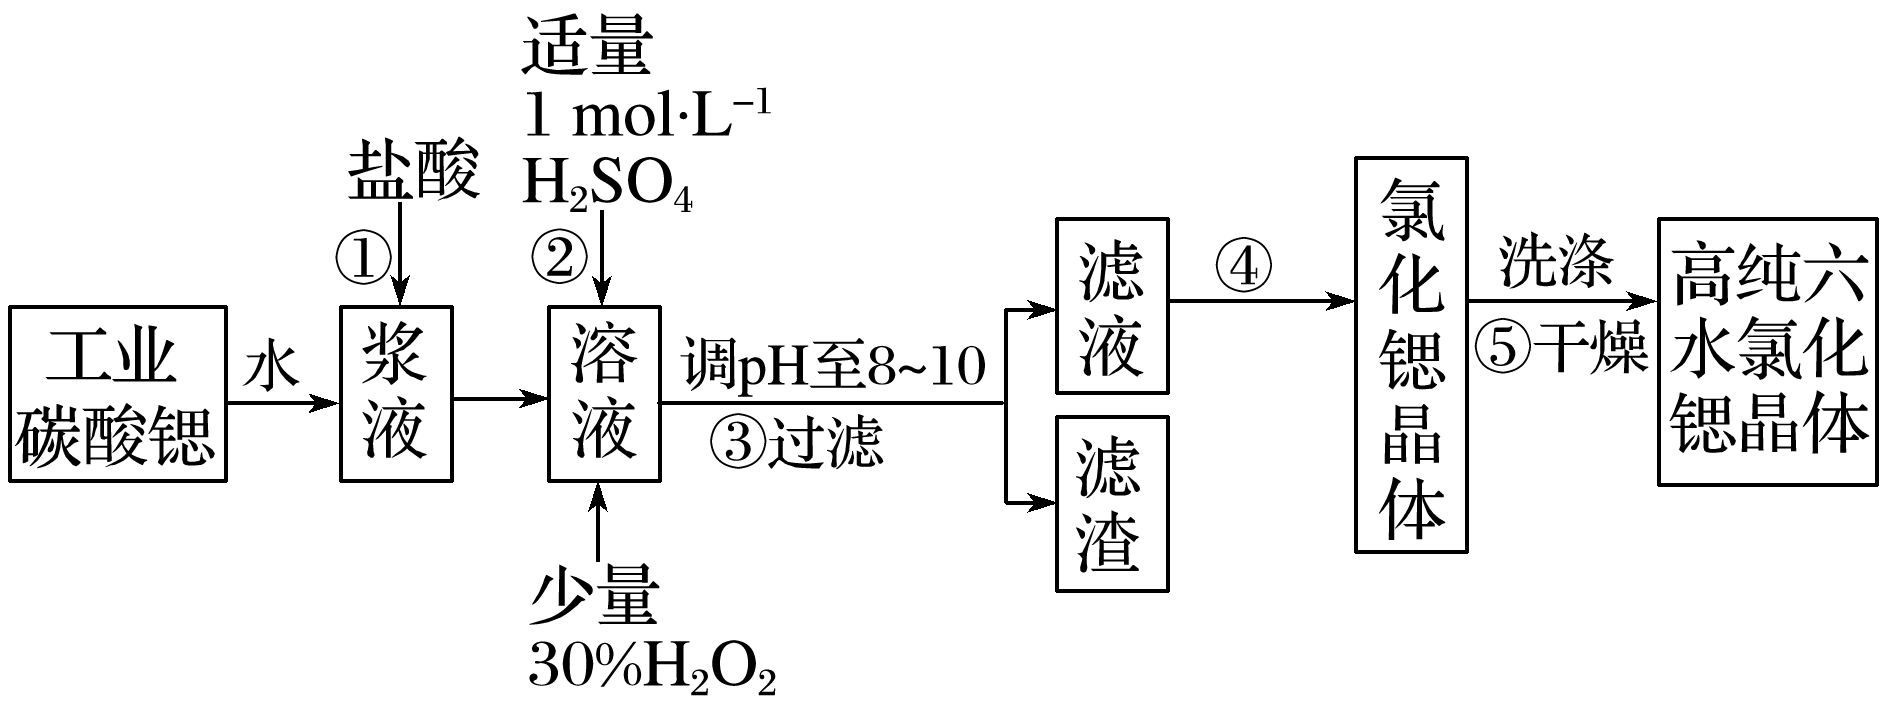 工业
碳酸锶
水
盐酸
①
浆
液
适量
1 mol·L⁻¹
H₂SO₄
②
溶
液
少量
30%H₂O₂
调pH至8~10
③过滤
滤
液
滤
渣
④
氯
化
锶
晶
体
洗涤
⑤干燥
高纯六
水氯化
锶晶体